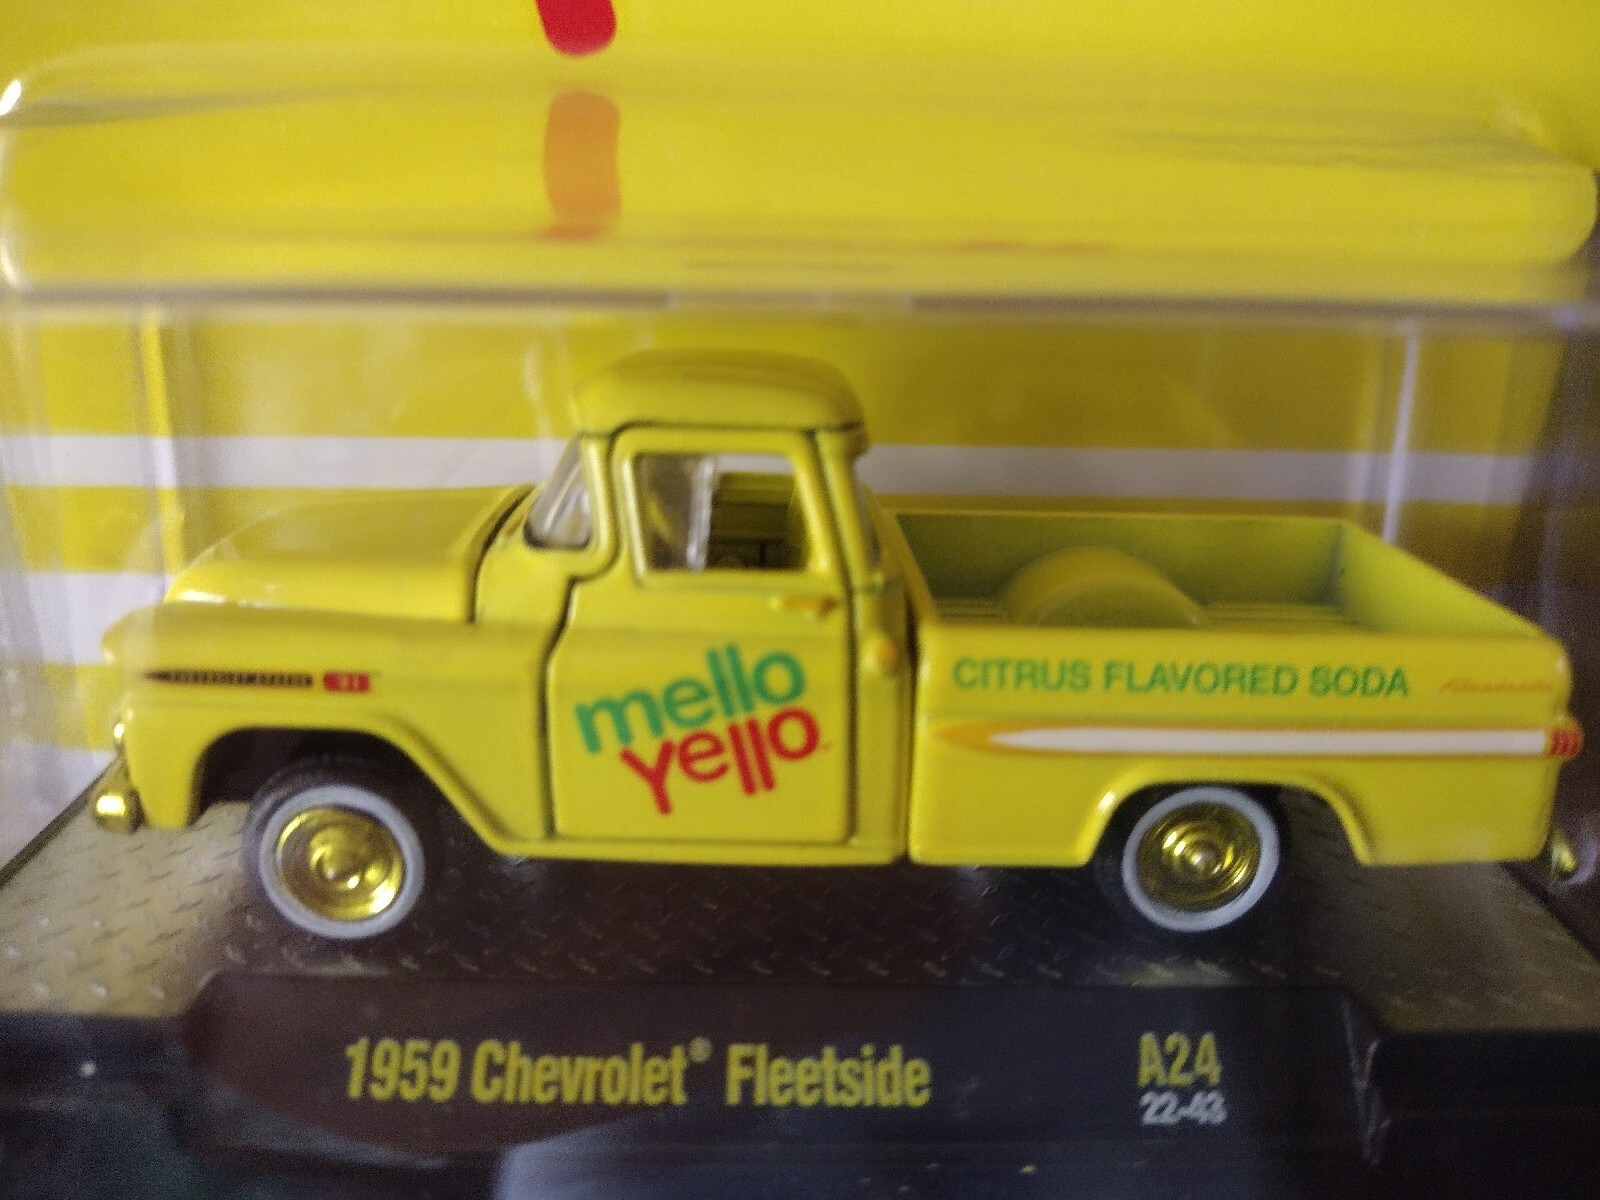 mello
yello
CITRUS FLAVORED SODA
1959 Chevrolet® Fleetside
A24
22-43